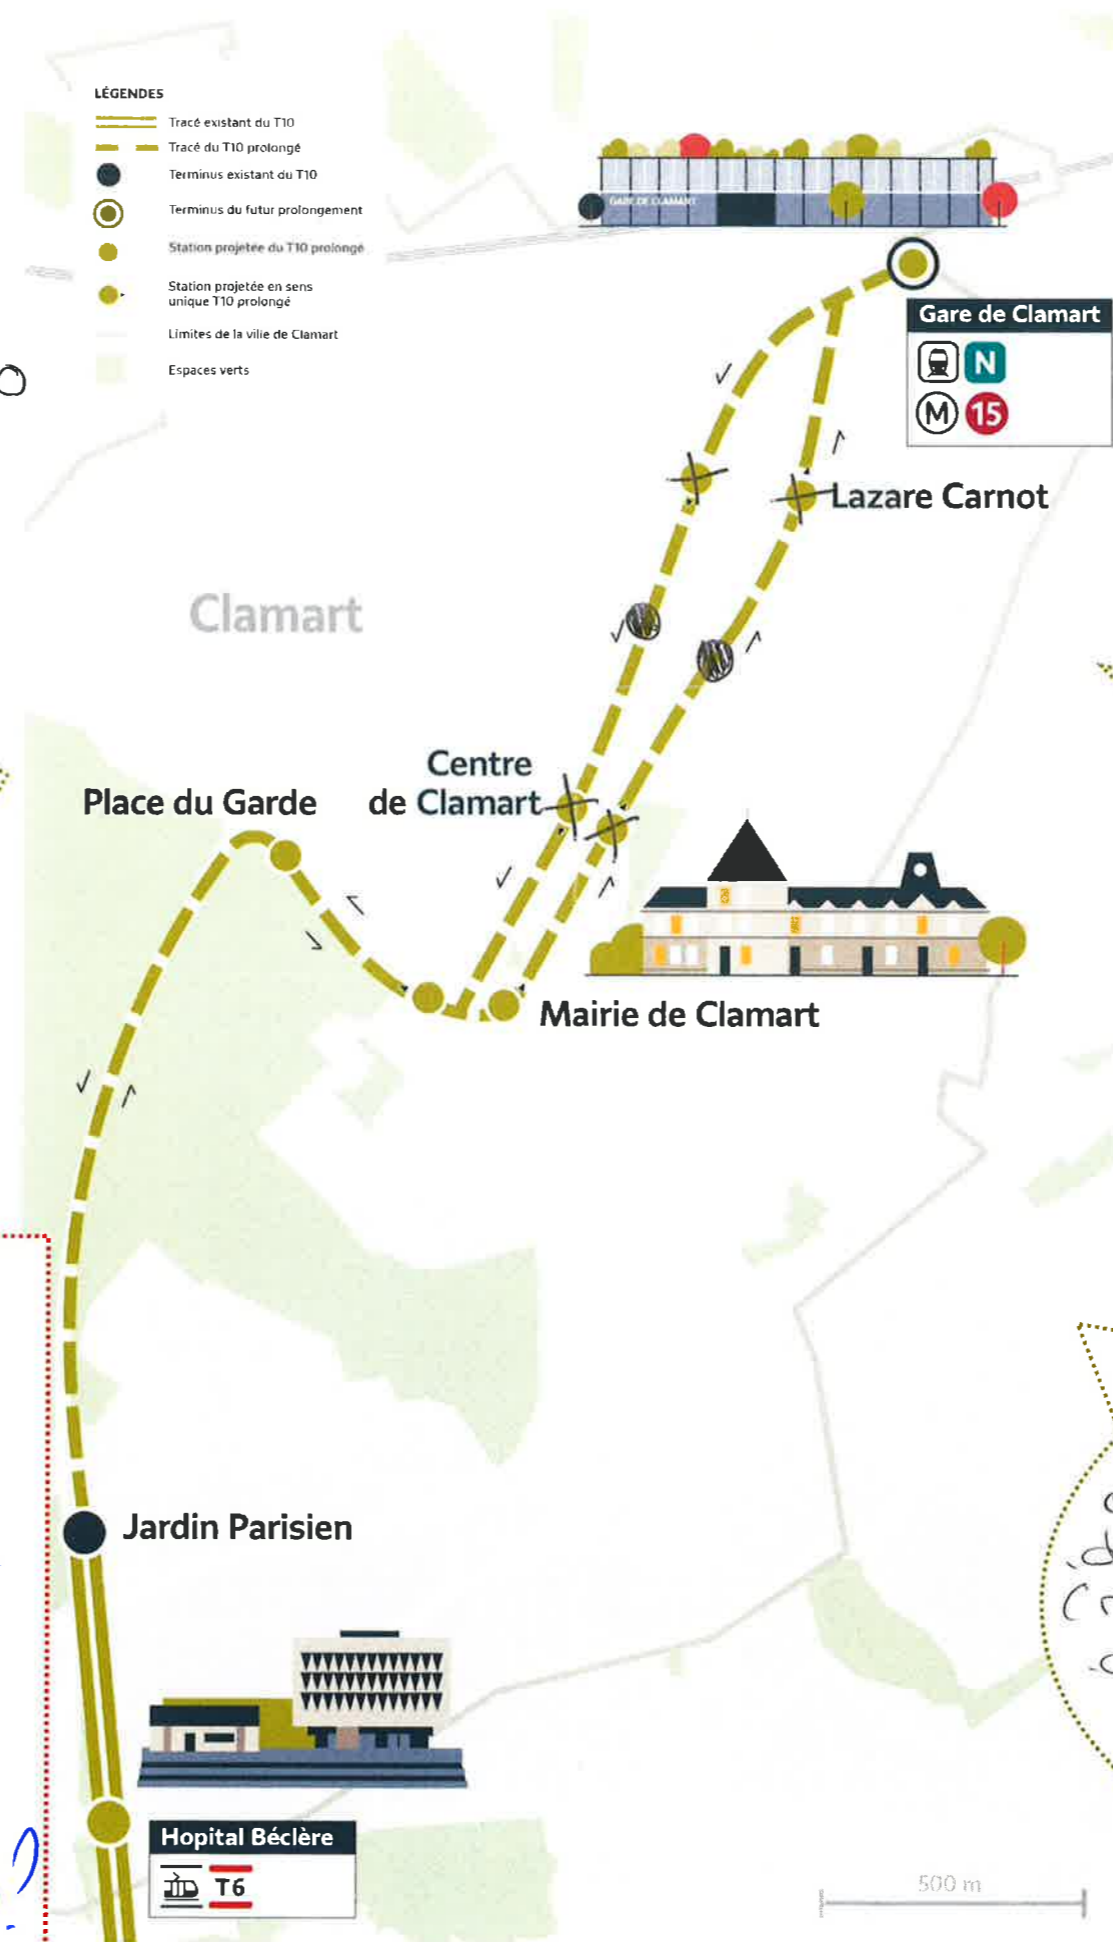 LÉGENDES
Tracé existant du T10
Tracé du T10 prolongé
Terminus existant du T10
Terminus du futur prolongement
Station projetée du T10 prolongé
Station projetée en sens
unique T10 prolongé
Limites de la ville de Clamart
Espaces verts
GARE DE CLAMART
Gare de Clamart
N
M 15
Lazare Carnot
Clamart
Centre
de Clamart
Place du Garde
Mairie de Clamart
Jardin Parisien
Hopital Béclère
T6
500 m